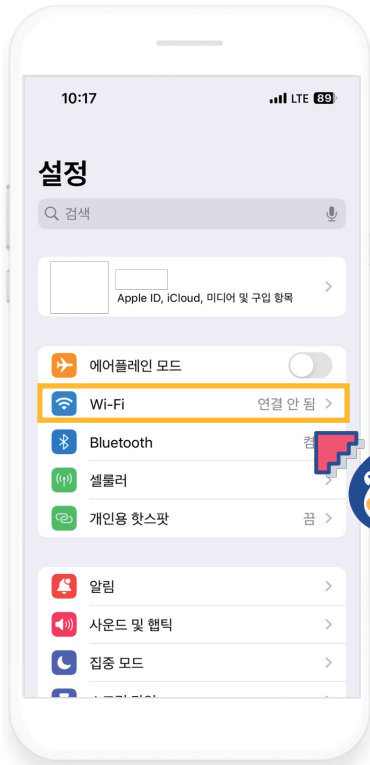 10:17 LTE 89
설정
검색
Apple ID, iCloud, 미디어 및 구입 항목
에어플레인 모드
Wi-Fi 연결 안 됨
Bluetooth 켬
셀룰러
개인용 핫스팟 끔
알림
사운드 및 햅틱
집중 모드